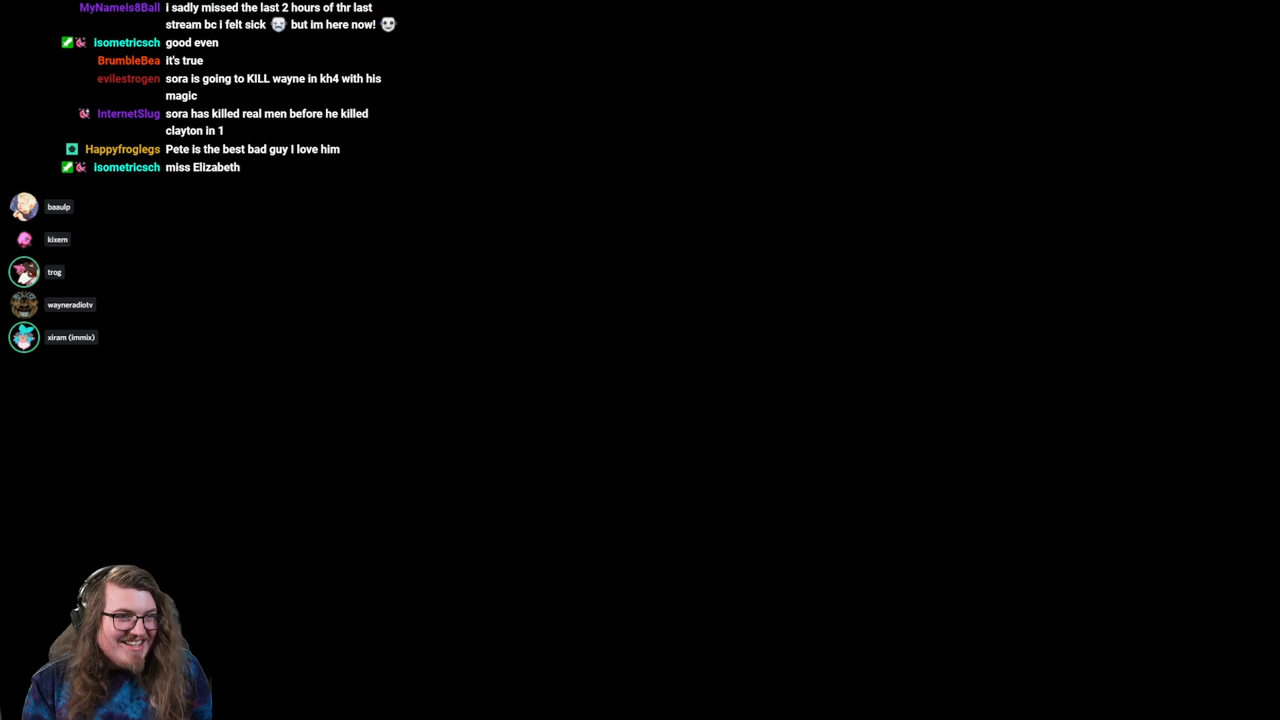 MyNameIs8Ball i sadly missed the last 2 hours of thr last
stream bc i felt sick but im here now!
isometricsch good even
BrumbleBea it's true
evilestrogen sora is going to KILL wayne in kh4 with his
magic
InternetSlug sora has killed real men before he killed
clayton in 1
Happyfroglegs Pete is the best bad guy I love him
isometricsch miss Elizabeth
baaulp
kixem
trog
wayneradiotv
xiram (immix)